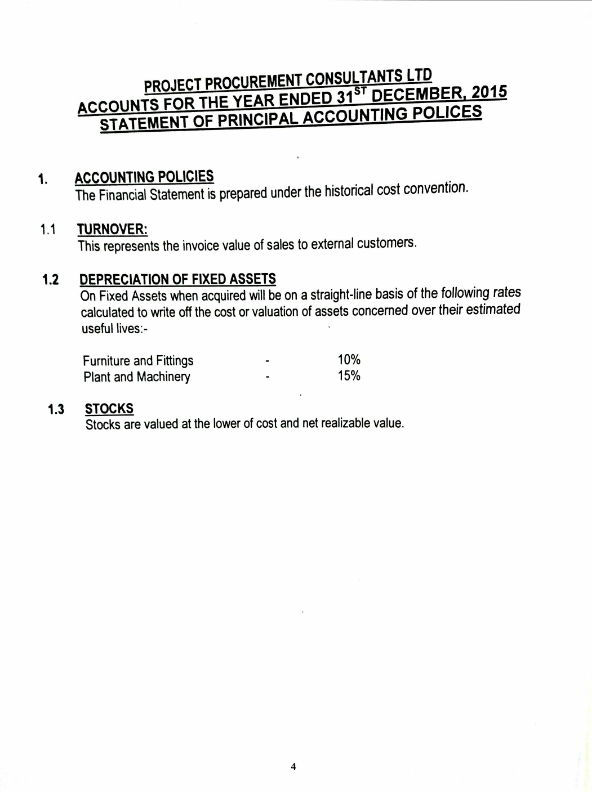 PROJECT PROCUREMENT CONSULTANTS LTD
ACCOUNTS FOR THE YEAR ENDED 31ST DECEMBER, 2015
STATEMENT OF PRINCIPAL ACCOUNTING POLICES
1. ACCOUNTING POLICIES
The Financial Statement is prepared under the historical cost convention.
1.1 TURNOVER:
This represents the invoice value of sales to external customers.
1.2 DEPRECIATION OF FIXED ASSETS
On Fixed Assets when acquired will be on a straight-line basis of the following rates
calculated to write off the cost or valuation of assets concerned over their estimated
useful lives:-
Furniture and Fittings - 10%
Plant and Machinery - 15%
1.3 STOCKS
Stocks are valued at the lower of cost and net realizable value.
4